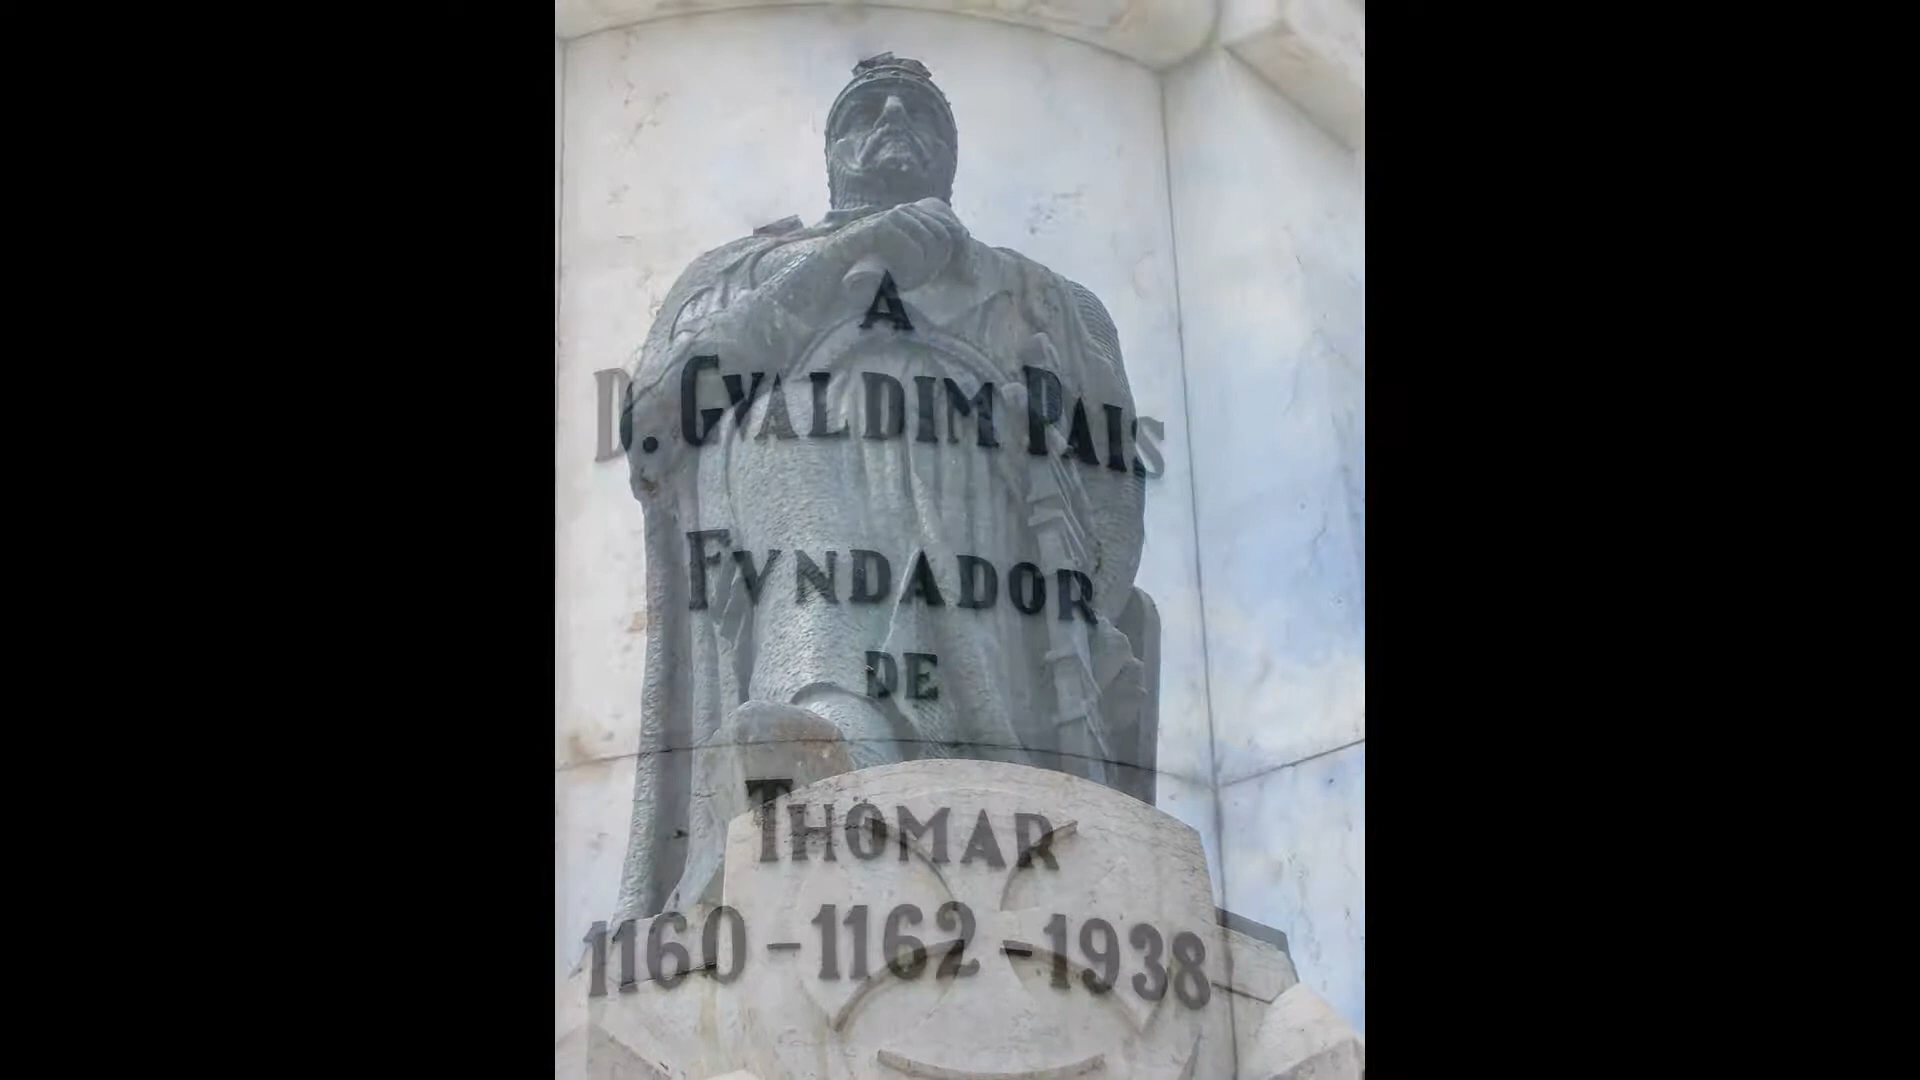 A
D. GVALDIM PAIS
FVNDADOR
DE
THOMAR
1160-1162-1938